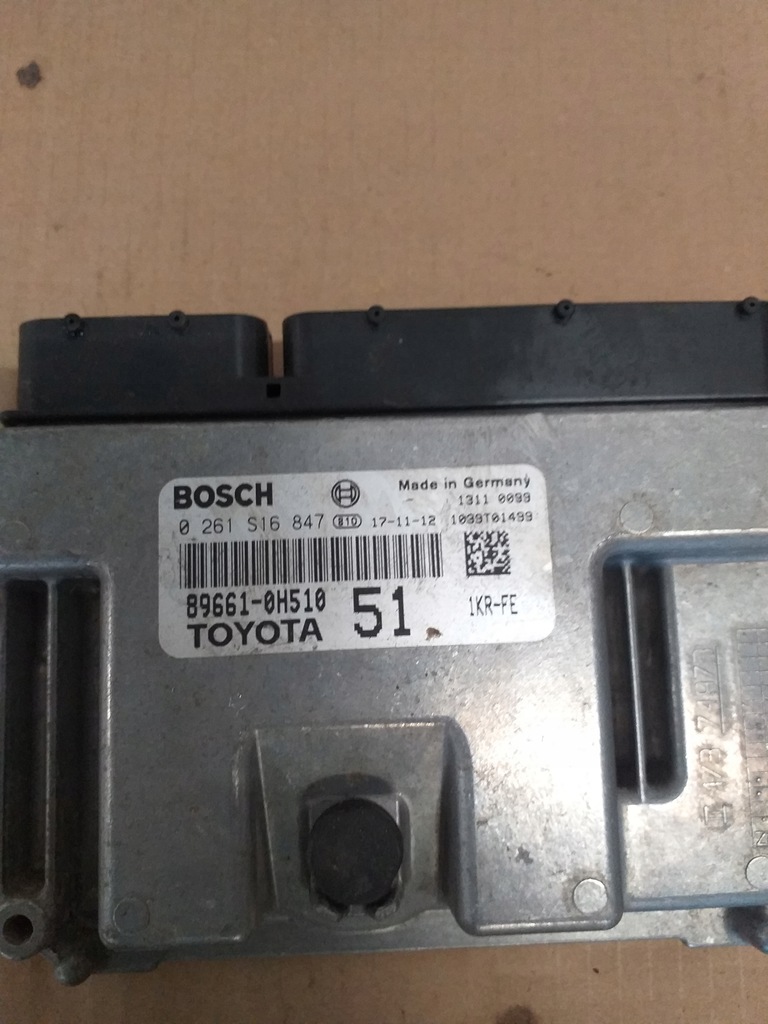 BOSCH
Made in Germany
1311 0099
0 261 S16 847 B10 17-11-12 1039T01499
89661-0H510
TOYOTA 51 1KR-FE